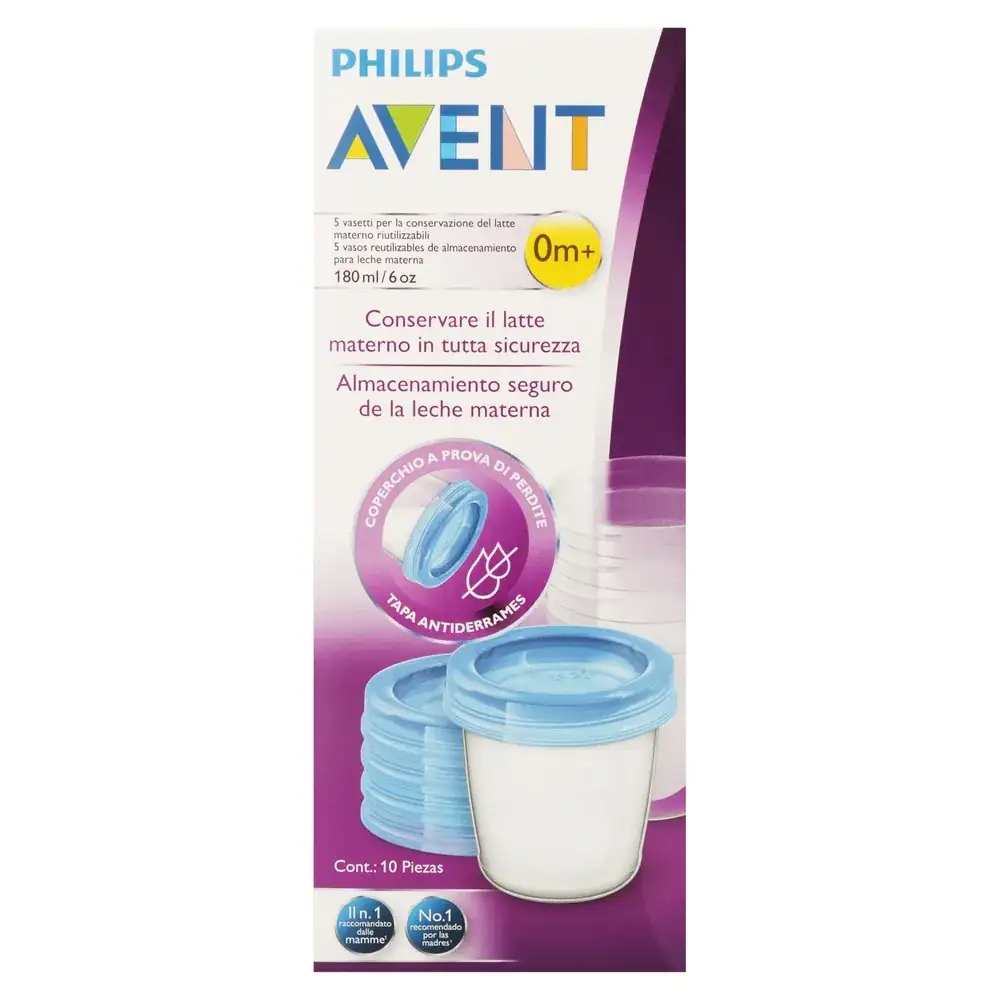 PHILIPS
AVENT
5 vasetti per la conservazione del latte
materno riutilizzabili
5 vasos reutilizables de almacenamiento
para leche materna
180 ml / 6 oz
0m+
Conservare il latte
materno in tutta sicurezza
Almacenamiento seguro
de la leche materna
COPERCHIO A PROVA DI PERDITE
TAPA ANTIDERRAMES
Cont.: 10 Piezas
Il n. 1
raccomandato
dalle
mamme¹
No.1
recomendado
por las
madres¹